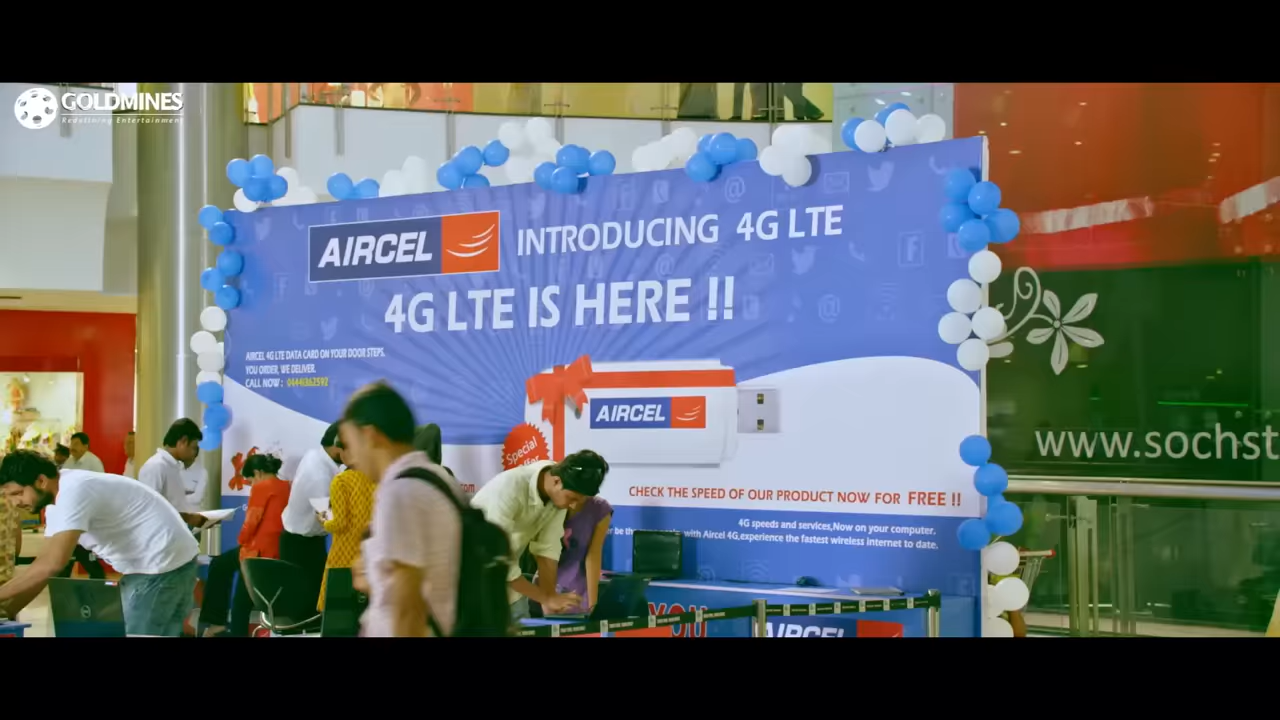 GOLDMINES
Redefining Entertainment
AIRCEL INTRODUCING 4G LTE
4G LTE IS HERE !!
AIRCEL 4G LTE DATA CARD ON YOUR DOOR STEPS.
YOU ORDER, WE DELIVER.
CALL NOW :
AIRCEL
Special
www.sochst
CHECK THE SPEED OF OUR PRODUCT NOW FOR FREE !!
4G speeds and services,Now on your computer.
with Aircel 4G,experience the fastest wireless internet to date.
YOU
AIRCEL